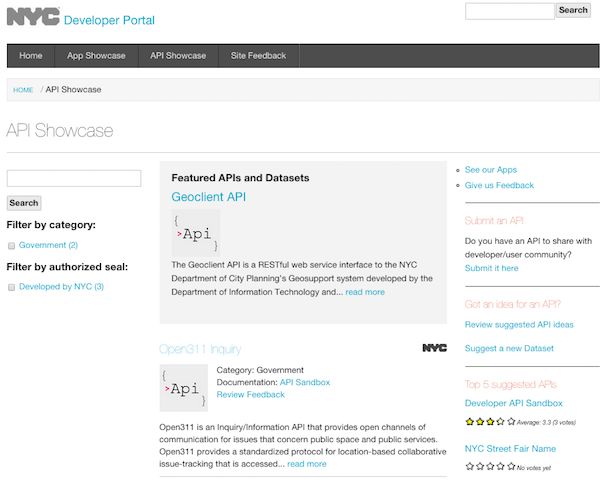 NYC Developer Portal
Search
Home
App Showcase
API Showcase
Site Feedback
HOME / API Showcase
API Showcase
Search
Filter by category:
Government (2)
Filter by authorized seal:
Developed by NYC (3)
Featured APIs and Datasets
Geoclient API
{
>Api
}
The Geoclient API is a RESTful web service interface to the NYC
Department of City Planning's Geosupport system developed by the
Department of Information Technology and... read more
Open311 Inquiry
NYC
{
>Api
}
Category: Government
Documentation: API Sandbox
Review Feedback
Open311 is an Inquiry/Information API that provides open channels of
communication for issues that concern public space and public services.
Open311 provides a standardized protocol for location-based collaborative
issue-tracking that is accessed... read more
See our Apps
Give us Feedback
Submit an API
Do you have an API to share with
developer/user community?
Submit it here
Got an idea for an API?
Review suggested API ideas
Suggest a new Dataset
Top 5 suggested APIs
Developer API Sandbox:
Average: 3.3 (3 votes)
NYC Street Fair Name
No votes yet